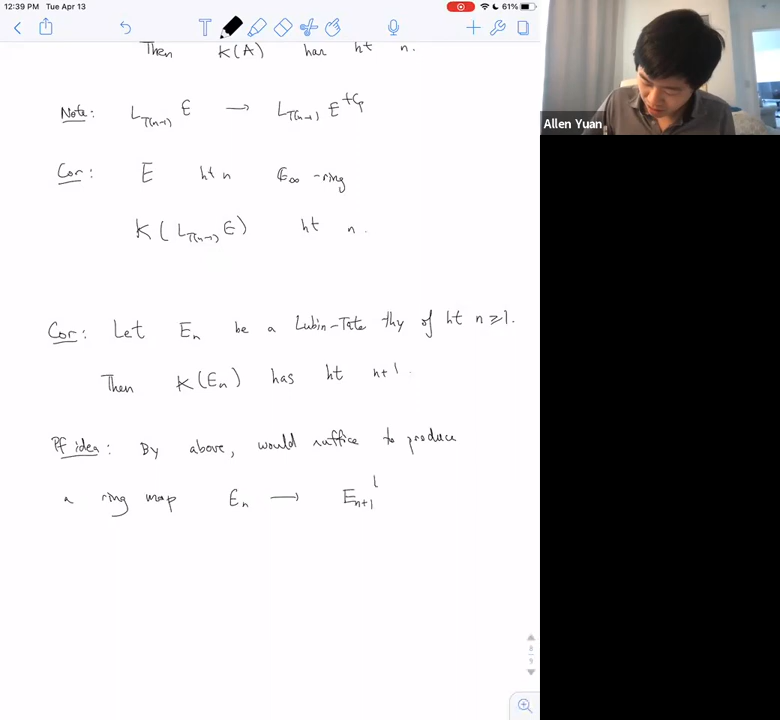 12:39 PM Tue Apr 13
61%
Then K(A) has ht n.
Allen Yuan
Note: L_{T(n-1)} E → L_{T(n-1)} E^{tC_p}
Cor: E ht n E∞-ring
K(L_{T(n-1)} E) ht n.
Cor: Let E_n be a Lubin-Tate thy of ht n≥1.
Then K(E_n) has ht n+1.
Pf idea: By above, would suffice to produce
a ring map E_n → E_{n+1}